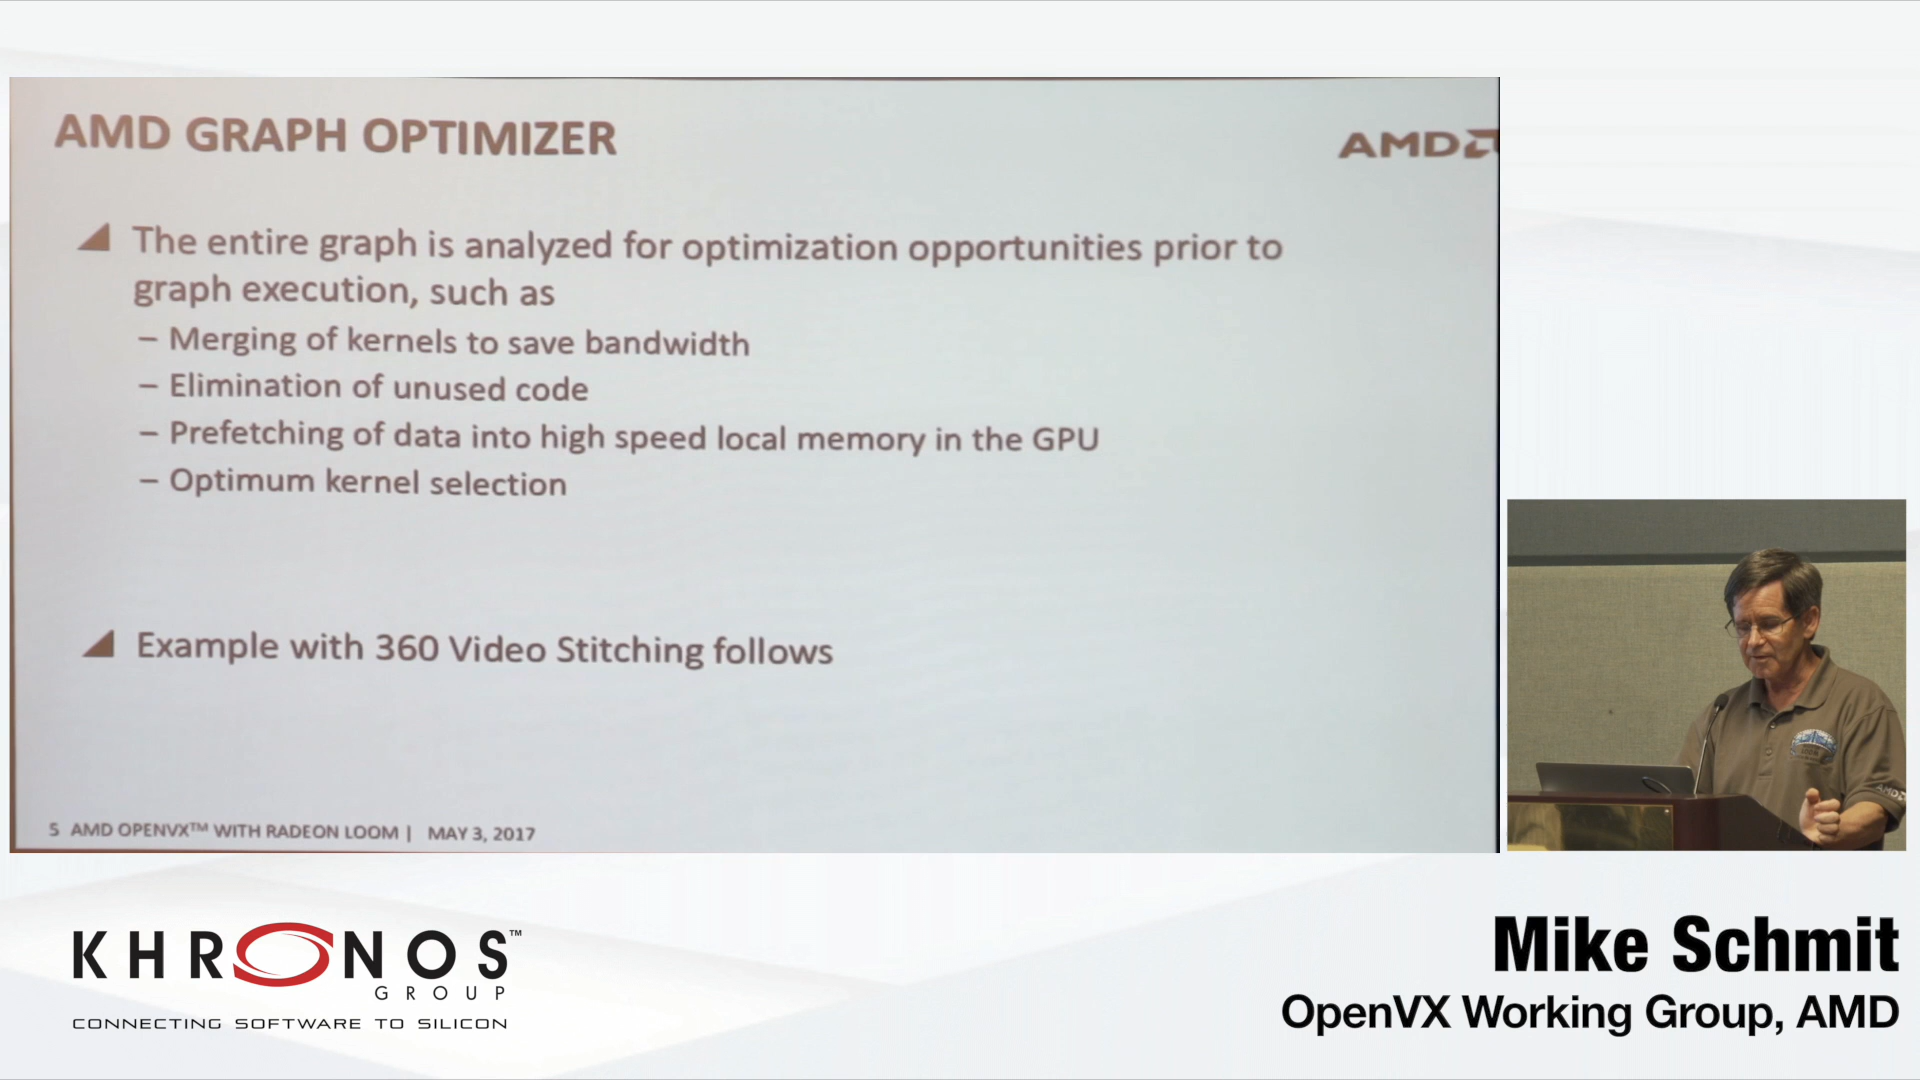 AMD GRAPH OPTIMIZER
AMD
The entire graph is analyzed for optimization opportunities prior to
graph execution, such as
– Merging of kernels to save bandwidth
– Elimination of unused code
– Prefetching of data into high speed local memory in the GPU
– Optimum kernel selection
Example with 360 Video Stitching follows
5 AMD OPENVX™ WITH RADEON LOOM | MAY 3, 2017
AMD
KHRONOS™
GROUP
CONNECTING SOFTWARE TO SILICON
Mike Schmit
OpenVX Working Group, AMD